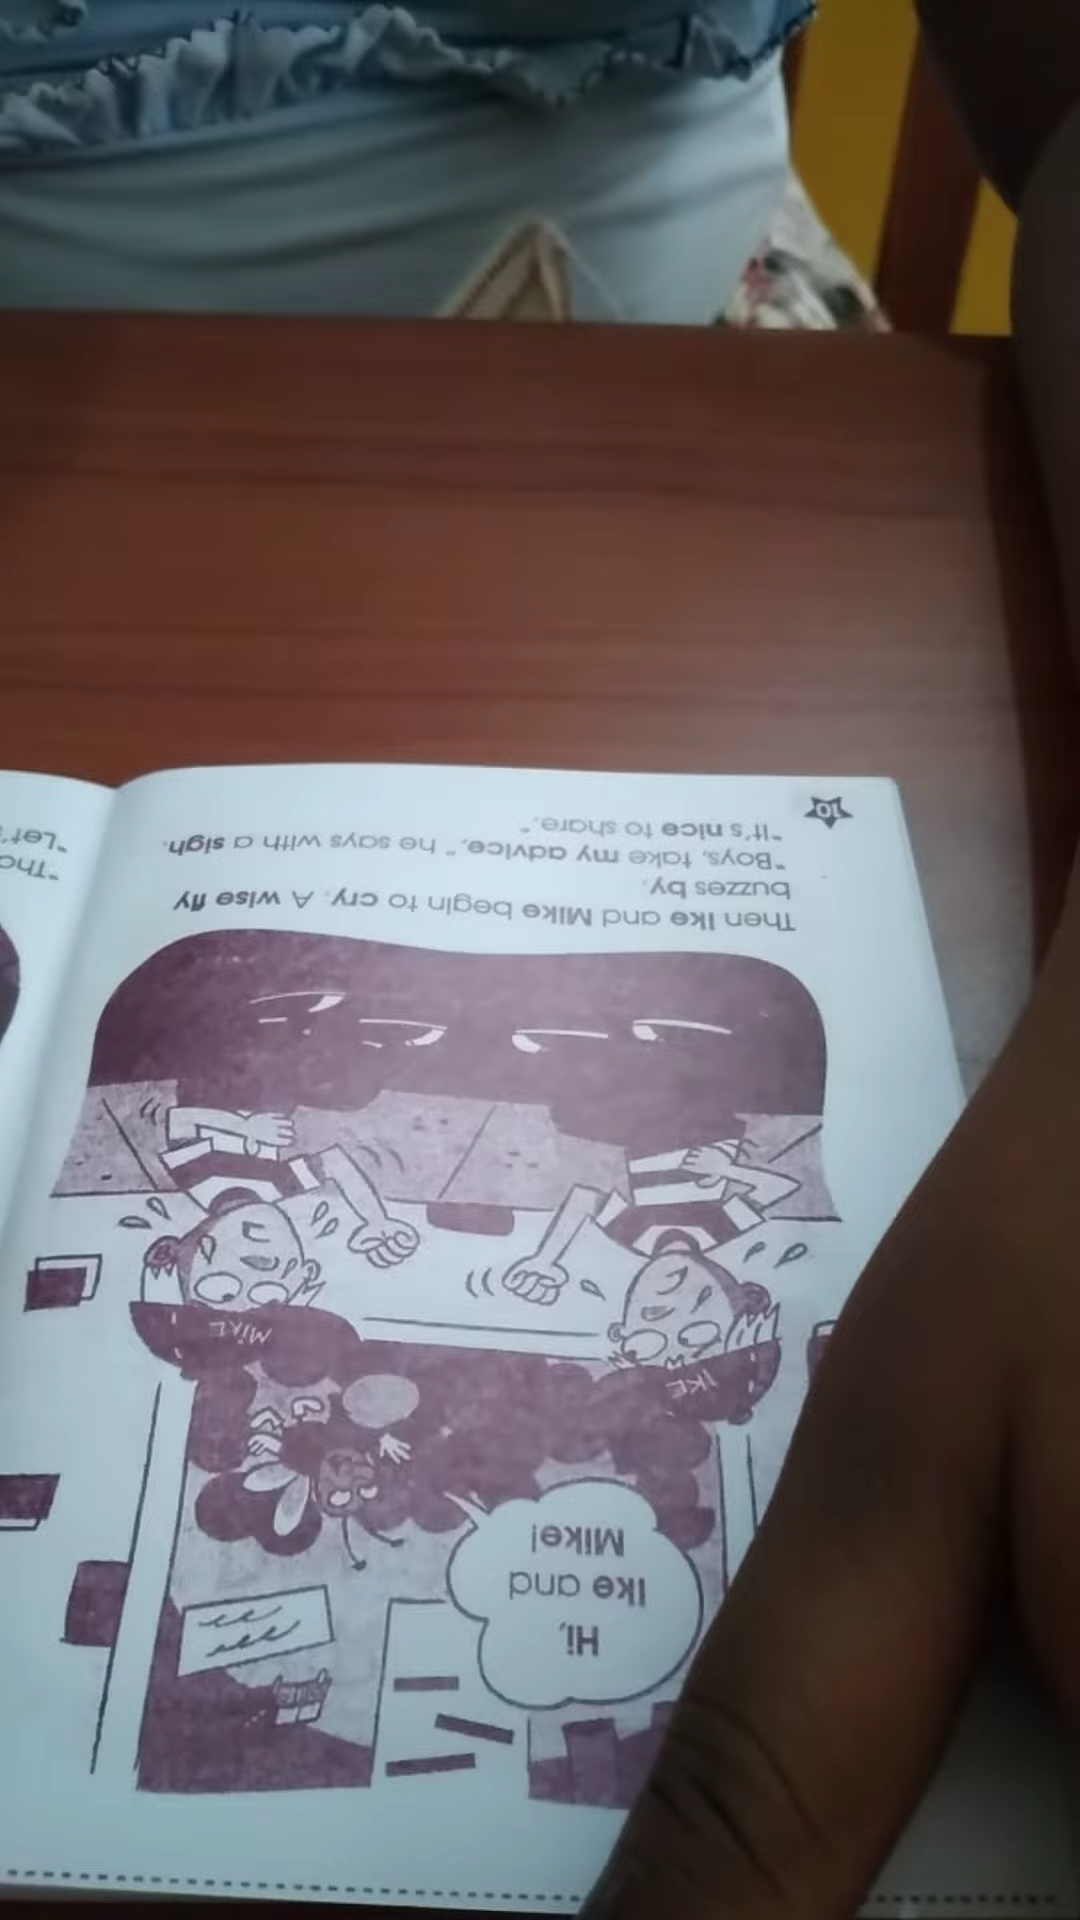 Hi,
Ike and
Mike!
IKE
MIKE
Then Ike and Mike begin to cry. A wise fly
buzzes by.
"Boys, take my advice," he says with a sigh.
"It's nice to share."
10
"Let's